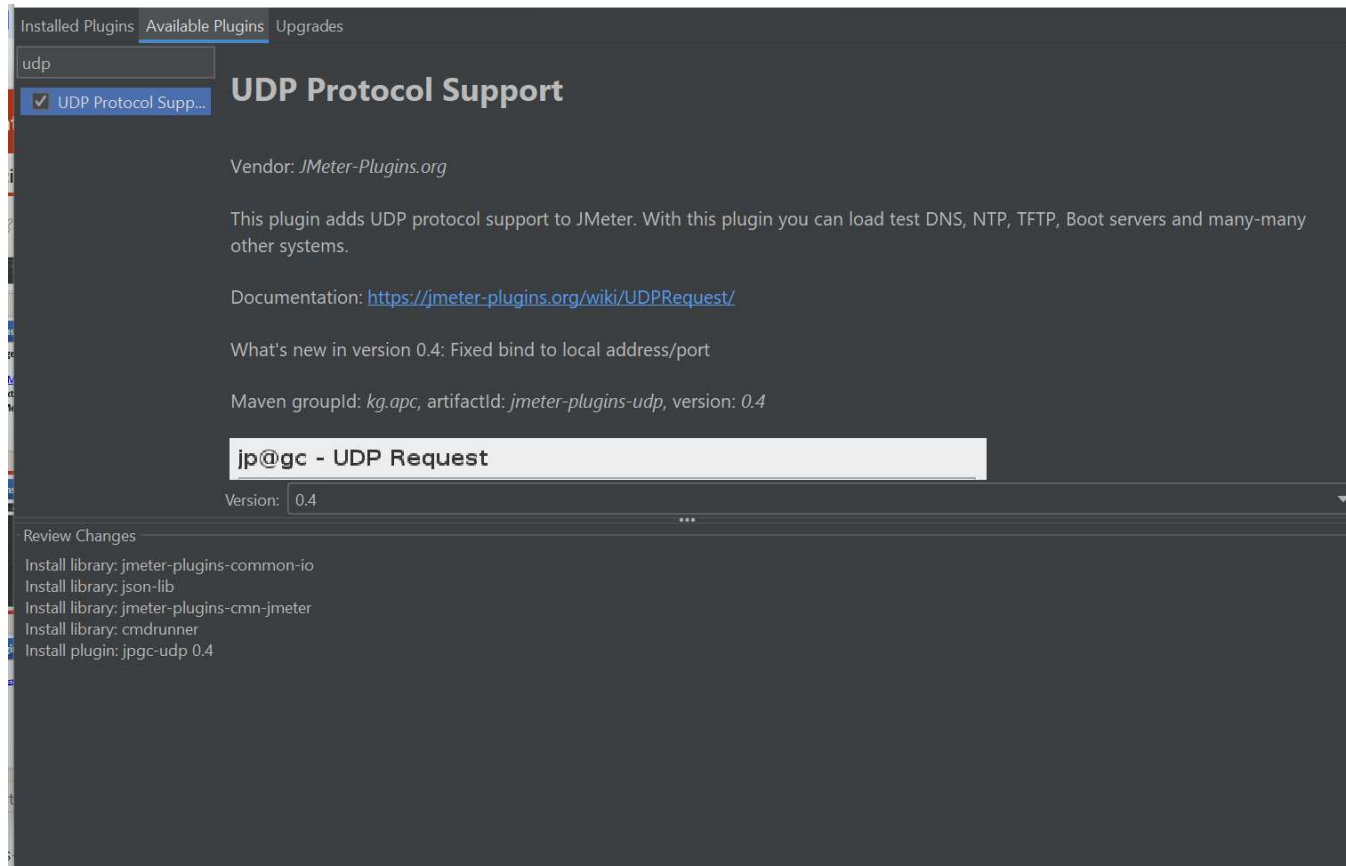 Installed Plugins Available Plugins Upgrades
udp
UDP Protocol Supp...
UDP Protocol Support
Vendor: JMeter-Plugins.org
This plugin adds UDP protocol support to JMeter. With this plugin you can load test DNS, NTP, TFTP, Boot servers and many-many
other systems.
Documentation: https://jmeter-plugins.org/wiki/UDPRequest/
What's new in version 0.4: Fixed bind to local address/port
Maven groupId: kg.apc, artifactId: jmeter-plugins-udp, version: 0.4
jp@gc - UDP Request
Version: 0.4
Review Changes
Install library: jmeter-plugins-common-io
Install library: json-lib
Install library: jmeter-plugins-cmn-jmeter
Install library: cmdrunner
Install plugin: jpgc-udp 0.4